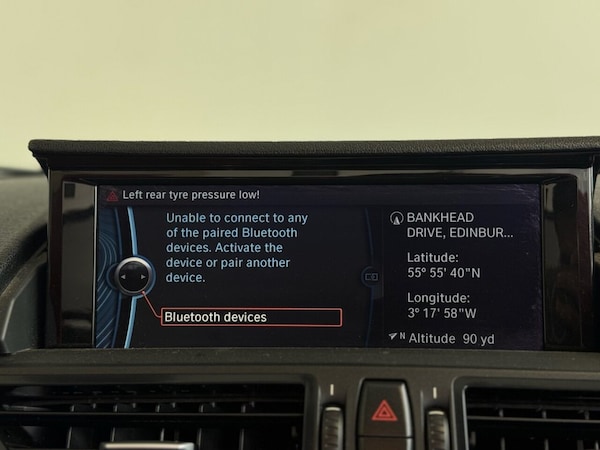 Left rear tyre pressure low!
Unable to connect to any
of the paired Bluetooth
devices. Activate the
device or pair another
device.
Bluetooth devices
BANKHEAD
DRIVE, EDINBUR...
Latitude:
55° 55' 40"N
Longitude:
3° 17' 58"W
N Altitude 90 yd